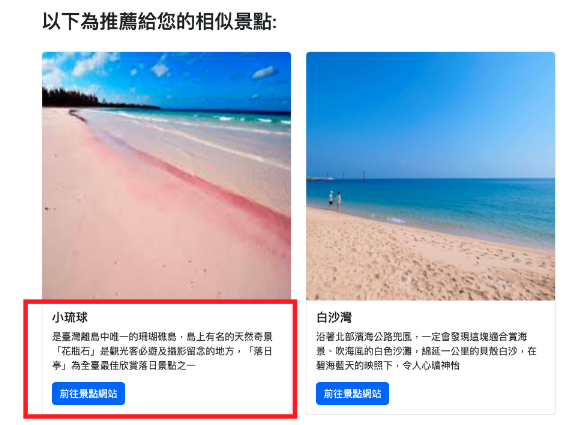 以下為推薦給您的相似景點:
小琉球
是臺灣離島中唯一的珊瑚礁島，島上有名的天然奇景
「花瓶石」是觀光客必遊及攝影留念的地方，「落日
亭」為全臺最佳欣賞落日景點之一
前往景點網站
白沙灣
沿著北部濱海公路兜風，一定會發現這塊適合賞海
景、吹海風的白色沙灘，綿延一公里的貝殼白沙，在
碧海藍天的映照下，令人心曠神怡
前往景點網站